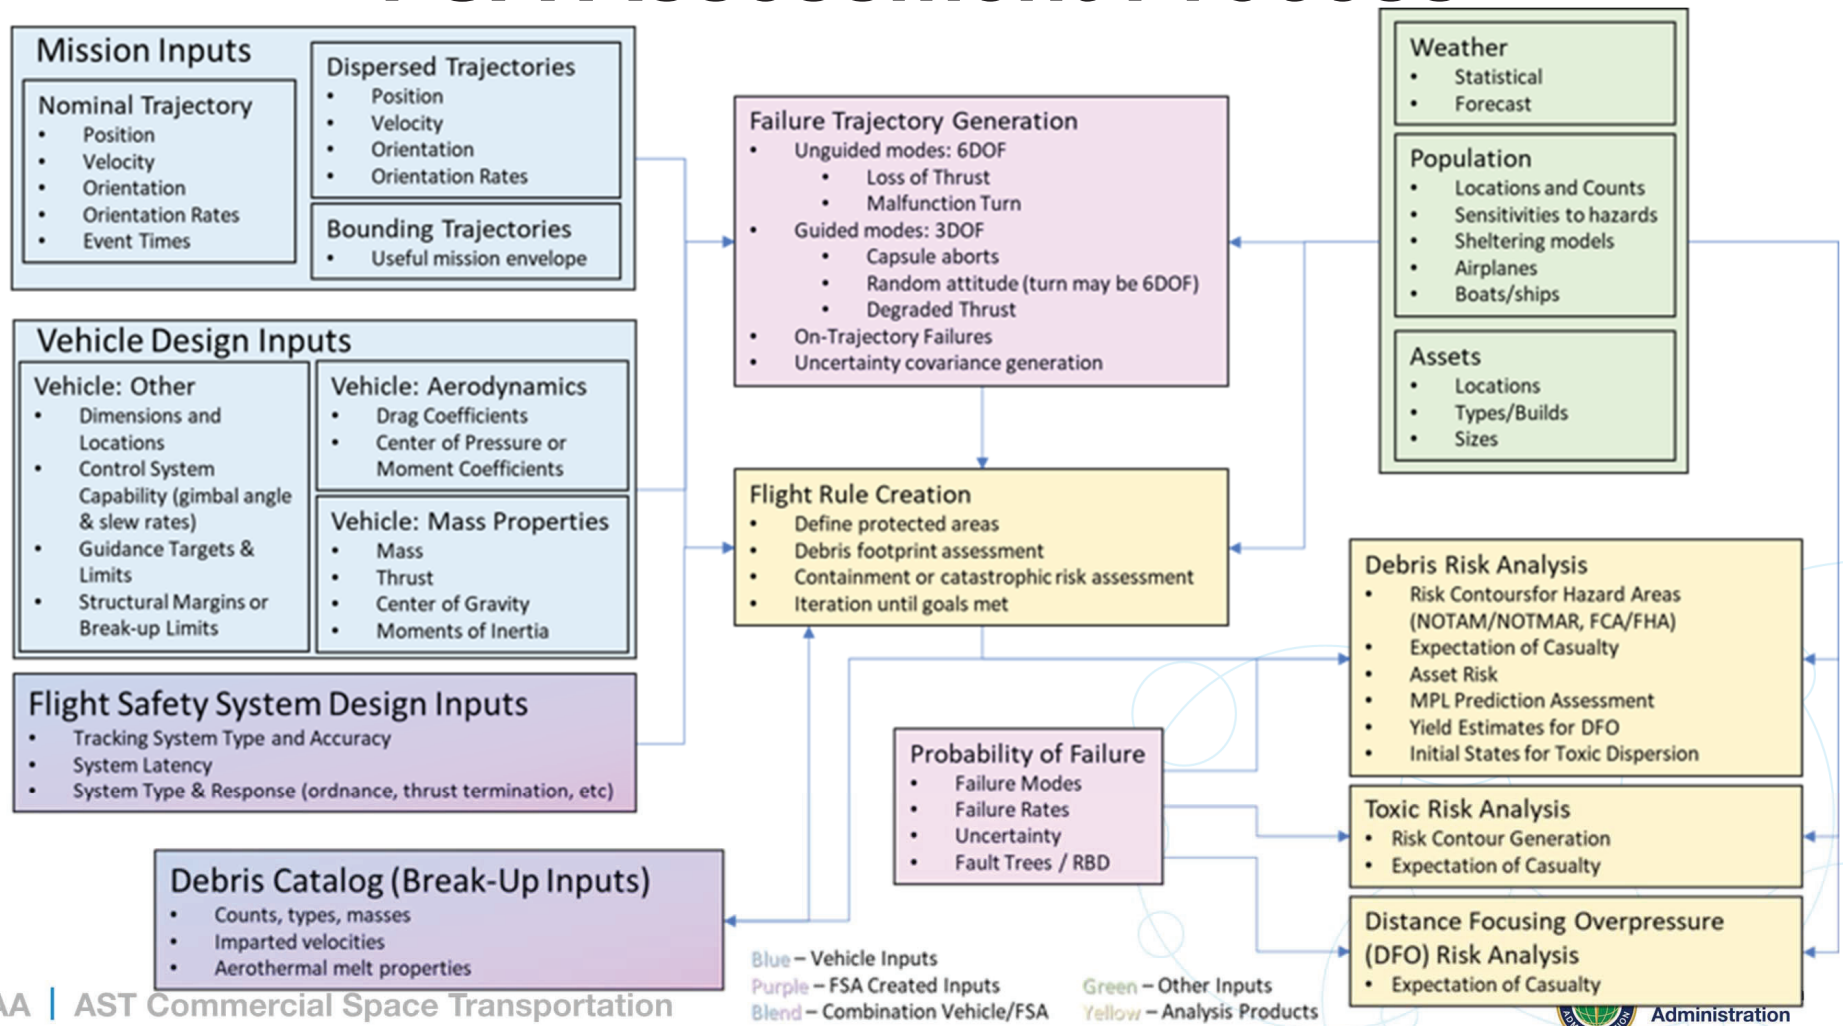 Mission Inputs
Nominal Trajectory
• Position
• Velocity
• Orientation
• Orientation Rates
• Event Times
Dispersed Trajectories
• Position
• Velocity
• Orientation
• Orientation Rates
Bounding Trajectories
• Useful mission envelope
Vehicle Design Inputs
Vehicle: Other
• Dimensions and
Locations
• Control System
Capability (gimbal angle
& slew rates)
• Guidance Targets &
Limits
• Structural Margins or
Break-up Limits
Vehicle: Aerodynamics
• Drag Coefficients
• Center of Pressure or
Moment Coefficients
Vehicle: Mass Properties
• Mass
• Thrust
• Center of Gravity
• Moments of Inertia
Flight Safety System Design Inputs
• Tracking System Type and Accuracy
• System Latency
• System Type & Response (ordnance, thrust termination, etc)
Debris Catalog (Break-Up Inputs)
• Counts, types, masses
• Imparted velocities
• Aerothermal melt properties
Failure Trajectory Generation
• Unguided modes: 6DOF
• Loss of Thrust
• Malfunction Turn
• Guided modes: 3DOF
• Capsule aborts
• Random attitude (turn may be 6DOF)
• Degraded Thrust
• On-Trajectory Failures
• Uncertainty covariance generation
Flight Rule Creation
• Define protected areas
• Debris footprint assessment
• Containment or catastrophic risk assessment
• Iteration until goals met
Probability of Failure
• Failure Modes
• Failure Rates
• Uncertainty
• Fault Trees / RBD
Weather
• Statistical
• Forecast
Population
• Locations and Counts
• Sensitivities to hazards
• Sheltering models
• Airplanes
• Boats/ships
Assets
• Locations
• Types/Builds
• Sizes
Debris Risk Analysis
• Risk Contoursfor Hazard Areas
(NOTAM/NOTMAR, FCA/FHA)
• Expectation of Casualty
• Asset Risk
• MPL Prediction Assessment
• Yield Estimates for DFO
• Initial States for Toxic Dispersion
Toxic Risk Analysis
• Risk Contour Generation
• Expectation of Casualty
Distance Focusing Overpressure
(DFO) Risk Analysis
• Expectation of Casualty
Blue – Vehicle Inputs
Purple – FSA Created Inputs
Blend – Combination Vehicle/FSA
Green – Other Inputs
Yellow – Analysis Products
AA | AST Commercial Space Transportation
Administration